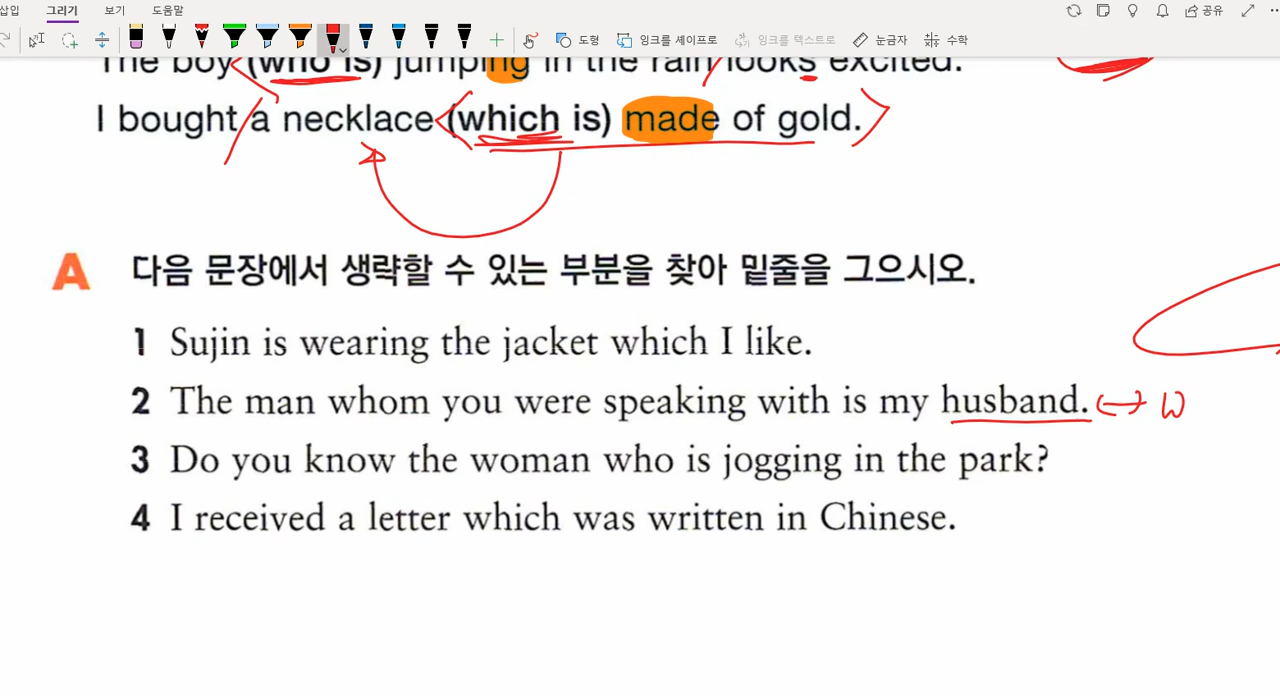 삽입 그리기 보기 도움말 공유
도형 잉크를 셰이프로 잉크를 텍스트로 눈금자 수학
The boy (who is) jumping in the rain looks excited.
I bought a necklace (which is) made of gold.
A 다음 문장에서 생략할 수 있는 부분을 찾아 밑줄을 그으시오.
1 Sujin is wearing the jacket which I like.
2 The man whom you were speaking with is my husband. ↔ W
3 Do you know the woman who is jogging in the park?
4 I received a letter which was written in Chinese.